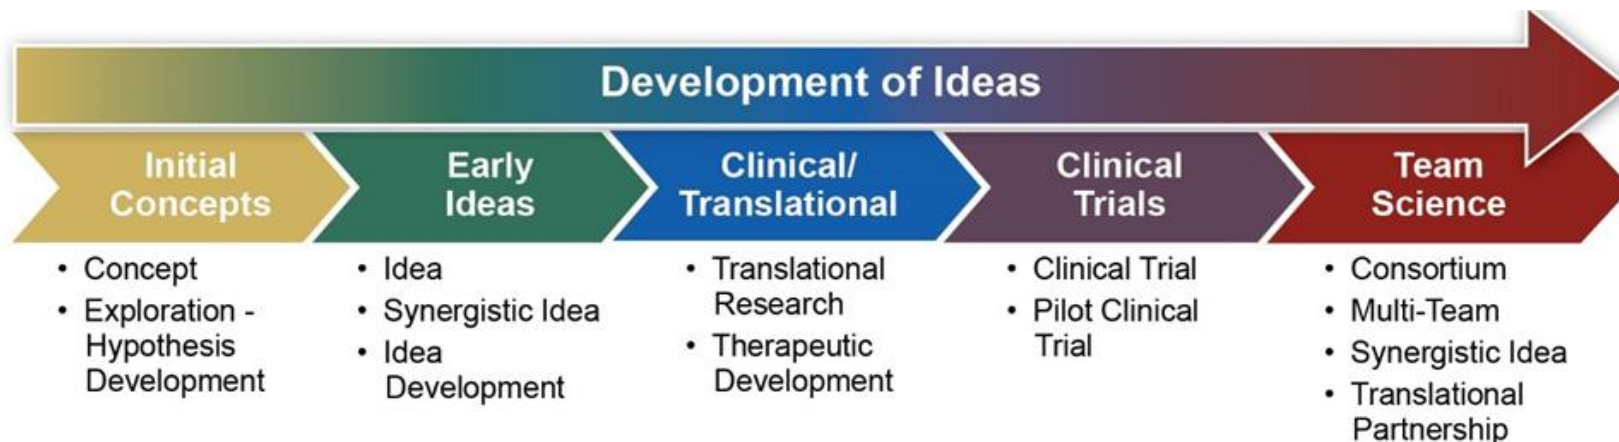 Development of Ideas
Initial
Concepts
Early
Ideas
Clinical/
Translational
Clinical
Trials
Team
Science
• Concept
• Exploration -
Hypothesis
Development
• Idea
• Synergistic Idea
• Idea
Development
• Translational
Research
• Therapeutic
Development
• Clinical Trial
• Pilot Clinical
Trial
• Consortium
• Multi-Team
• Synergistic Idea
• Translational
Partnership